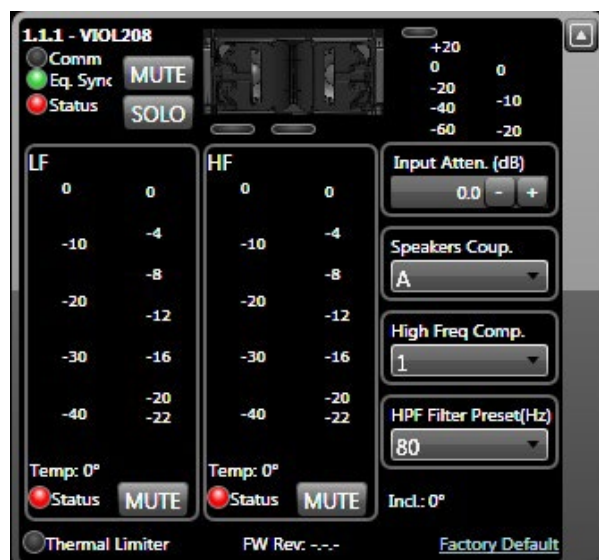 1.1.1 - VIOL208
Comm
Eq. Sync
MUTE
Status
SOLO
+20
0 0
-20
-10
-40
-60 -20
LF
0 0
-4
-10
-8
-20
-12
-30 -16
-20
-40 -22
Temp: 0°
Status MUTE
HF
0 0
-4
-10
-8
-20
-12
-30 -16
-20
-40 -22
Temp: 0°
Status MUTE
Input Atten. (dB)
0.0 - +
Speakers Coup.
A
High Freq Comp.
1
HPF Filter Preset(Hz)
80
Incl.: 0°
Thermal Limiter FW Rev: -.-.- Factory Default